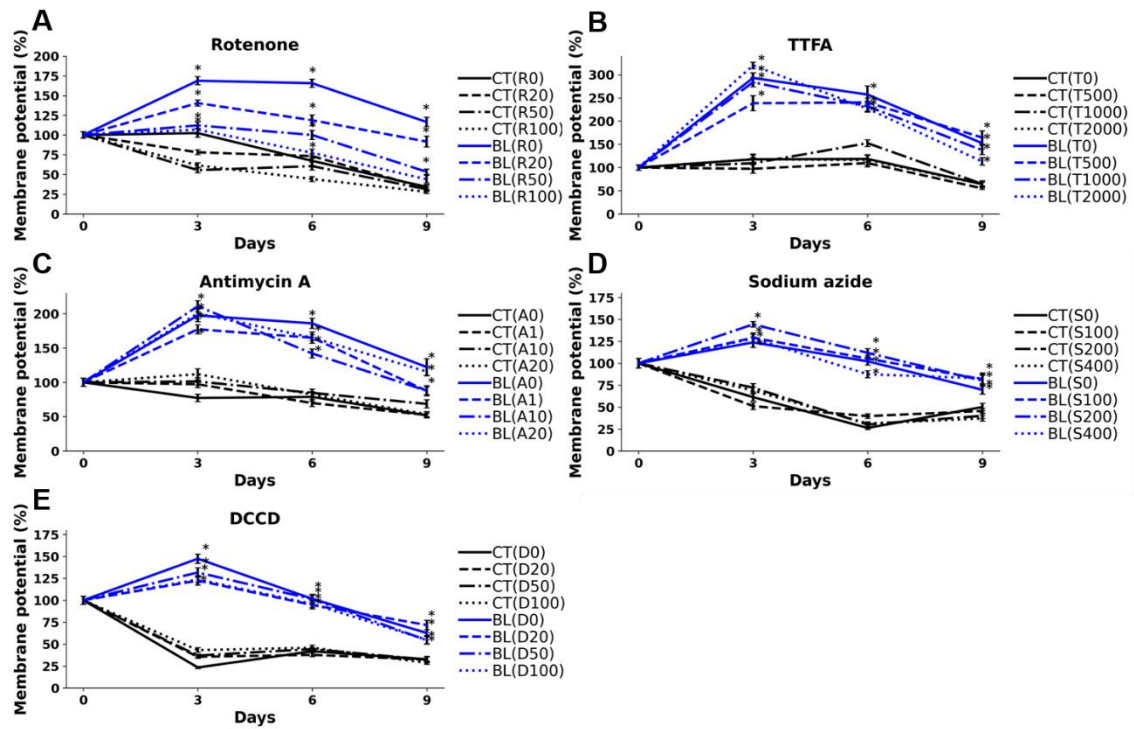 A
Rotenone
Membrane potential (%)
200
175
150
125
100
75
50
25
0
0 3 6 9
Days
CT(R0)
CT(R20)
CT(R50)
CT(R100)
BL(R0)
BL(R20)
BL(R50)
BL(R100)
B
TTFA
Membrane potential (%)
300
250
200
150
100
50
0
0 3 6 9
Days
CT(T0)
CT(T500)
CT(T1000)
CT(T2000)
BL(T0)
BL(T500)
BL(T1000)
BL(T2000)
C
Antimycin A
Membrane potential (%)
200
150
100
50
0
0 3 6 9
Days
CT(A0)
CT(A1)
CT(A10)
CT(A20)
BL(A0)
BL(A1)
BL(A10)
BL(A20)
D
Sodium azide
Membrane potential (%)
175
150
125
100
75
50
25
0
0 3 6 9
Days
CT(S0)
CT(S100)
CT(S200)
CT(S400)
BL(S0)
BL(S100)
BL(S200)
BL(S400)
E
DCCD
Membrane potential (%)
175
150
125
100
75
50
25
0
0 3 6 9
Days
CT(D0)
CT(D20)
CT(D50)
CT(D100)
BL(D0)
BL(D20)
BL(D50)
BL(D100)